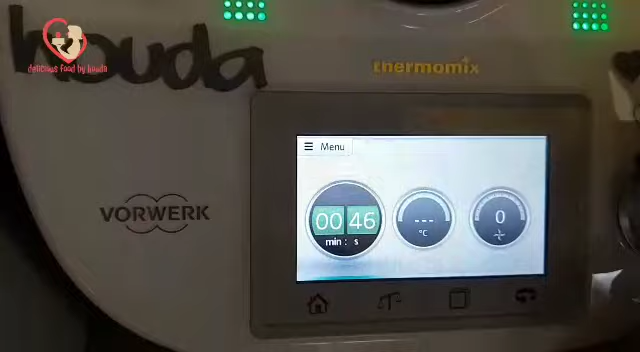 houda
delicious food by houda
thermomix
☰ Menu
00 46
min : s
---
°C
0
VORWERK